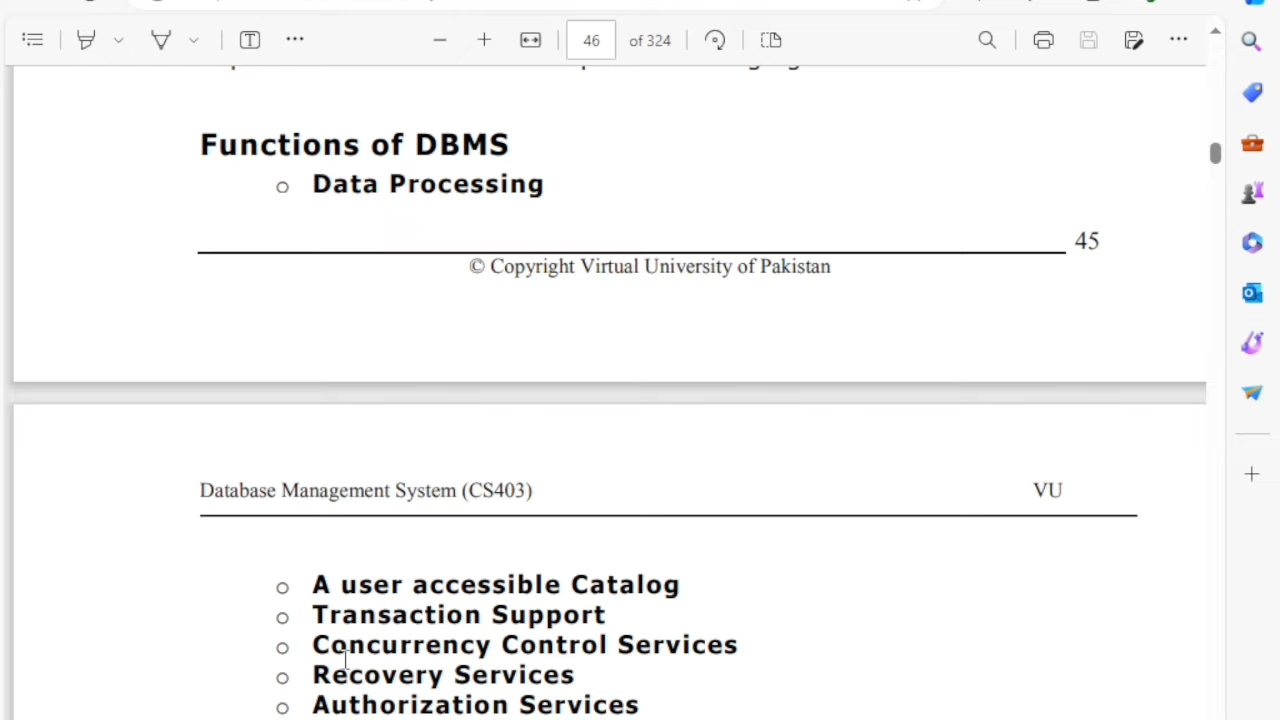 46 of 324
Functions of DBMS
o Data Processing
45
© Copyright Virtual University of Pakistan
Database Management System (CS403) VU
o A user accessible Catalog
o Transaction Support
o Concurrency Control Services
o Recovery Services
o Authorization Services